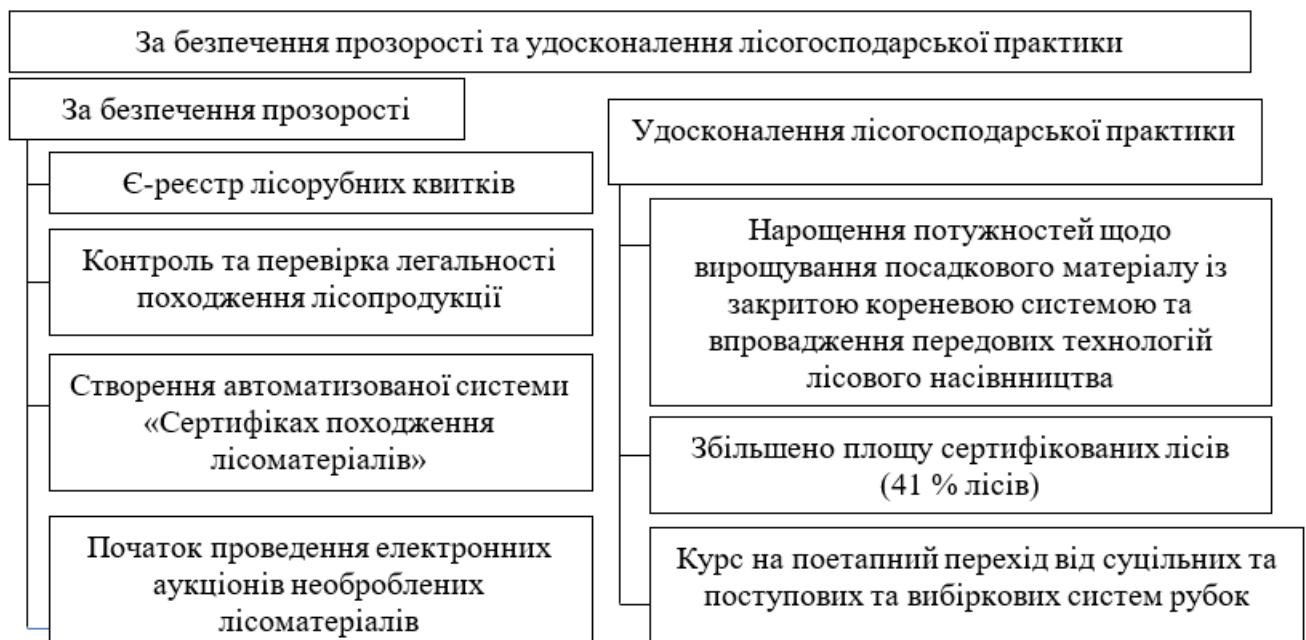 За безпечення прозорості та удосконалення лісогосподарської практики
За безпечення прозорості
Є-реєстр лісорубних квитків
Контроль та перевірка легальності
походження лісопродукції
Створення автоматизованої системи
«Сертифіках походження
лісоматеріалів»
Початок проведення електронних
аукціонів необроблених
лісоматеріалів
Удосконалення лісогосподарської практики
Нарощення потужностей щодо
вирощування посадкового матеріалу із
закритою кореневою системою та
впровадження передових технологій
лісового насівнництва
Збільшено площу сертифікованих лісів
(41 % лісів)
Курс на поетапний перехід від суцільних та
поступових та вибіркових систем рубок